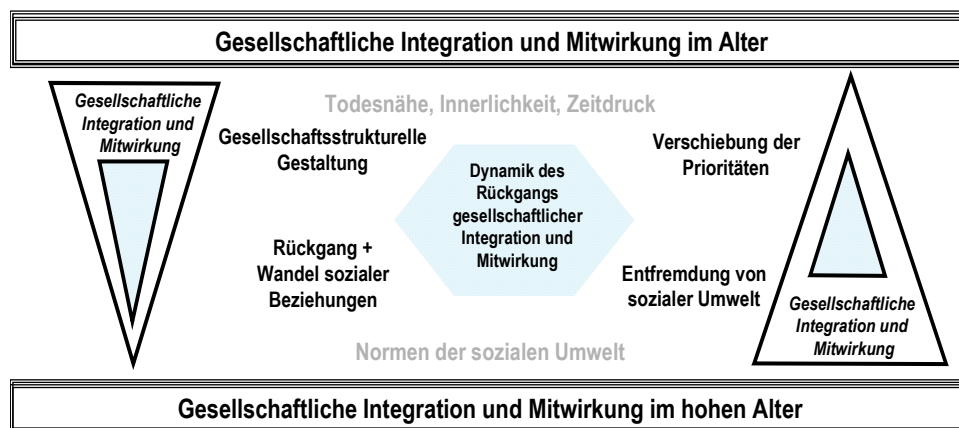 Gesellschaftliche Integration und Mitwirkung im Alter
Gesellschaftliche
Integration und
Mitwirkung
Todesnähe, Innerlichkeit, Zeitdruck
Gesellschaftsstrukturelle
Gestaltung
Verschiebung der
Prioritäten
Dynamik des
Rückgangs
gesellschaftlicher
Integration und
Mitwirkung
Rückgang +
Wandel sozialer
Beziehungen
Entfremdung von
sozialer Umwelt
Gesellschaftliche
Integration und
Mitwirkung
Normen der sozialen Umwelt
Gesellschaftliche Integration und Mitwirkung im hohen Alter